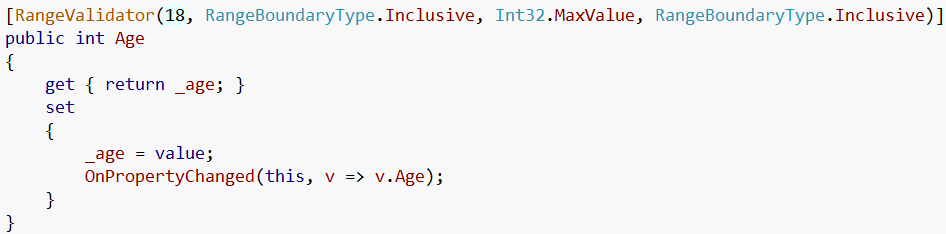 [RangeValidator(18, RangeBoundaryType.Inclusive, Int32.MaxValue, RangeBoundaryType.Inclusive)]
public int Age
{
    get { return _age; }
    set
    {
        _age = value;
        OnPropertyChanged(this, v => v.Age);
    }
}